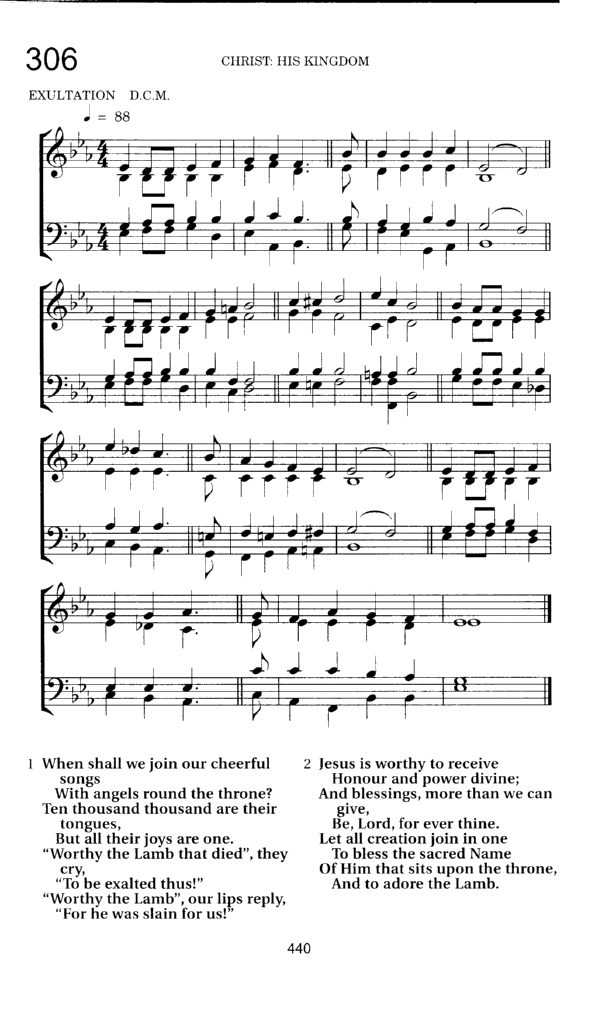 306
CHRIST: HIS KINGDOM
EXULTATION D.C.M.
♩ = 88
1 When shall we join our cheerful
songs
With angels round the throne?
Ten thousand thousand are their
tongues,
But all their joys are one.
“Worthy the Lamb that died”, they
cry,
“To be exalted thus!”
“Worthy the Lamb”, our lips reply,
“For he was slain for us!”
2 Jesus is worthy to receive
Honour and power divine;
And blessings, more than we can
give,
Be, Lord, for ever thine.
Let all creation join in one
To bless the sacred Name
Of Him that sits upon the throne,
And to adore the Lamb.
440